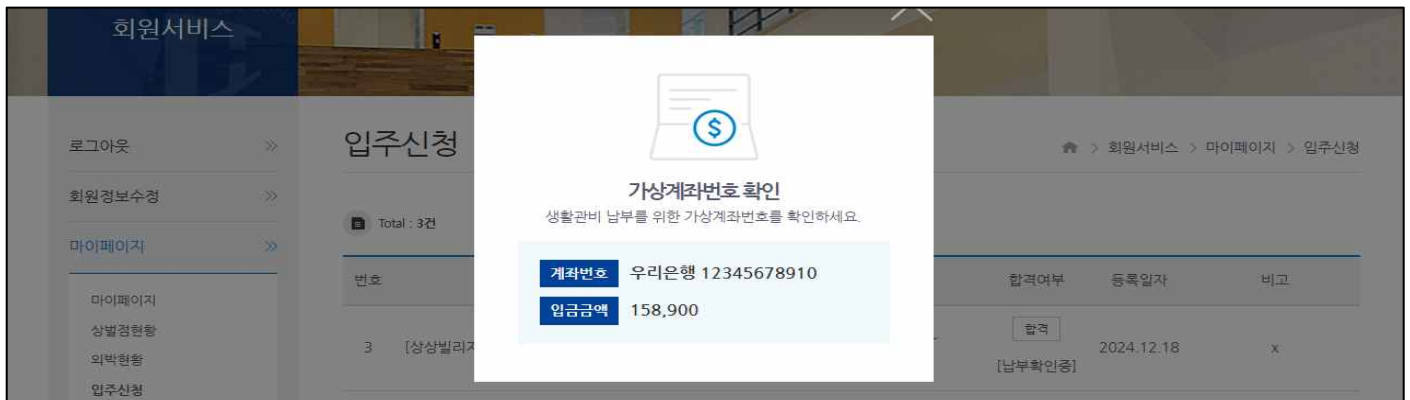 회원서비스
로그아웃
회원정보수정
마이페이지
마이페이지
상벌점현황
외박현황
입주신청
입주신청
> 회원서비스 > 마이페이지 > 입주신청
Total : 3건
번호 합격여부 등록일자 비고
3 [상상빌리지 합격 2024.12.18 x
[납부확인중]
가상계좌번호 확인
생활관비 납부를 위한 가상계좌번호를 확인하세요.
계좌번호 우리은행 12345678910
입금금액 158,900